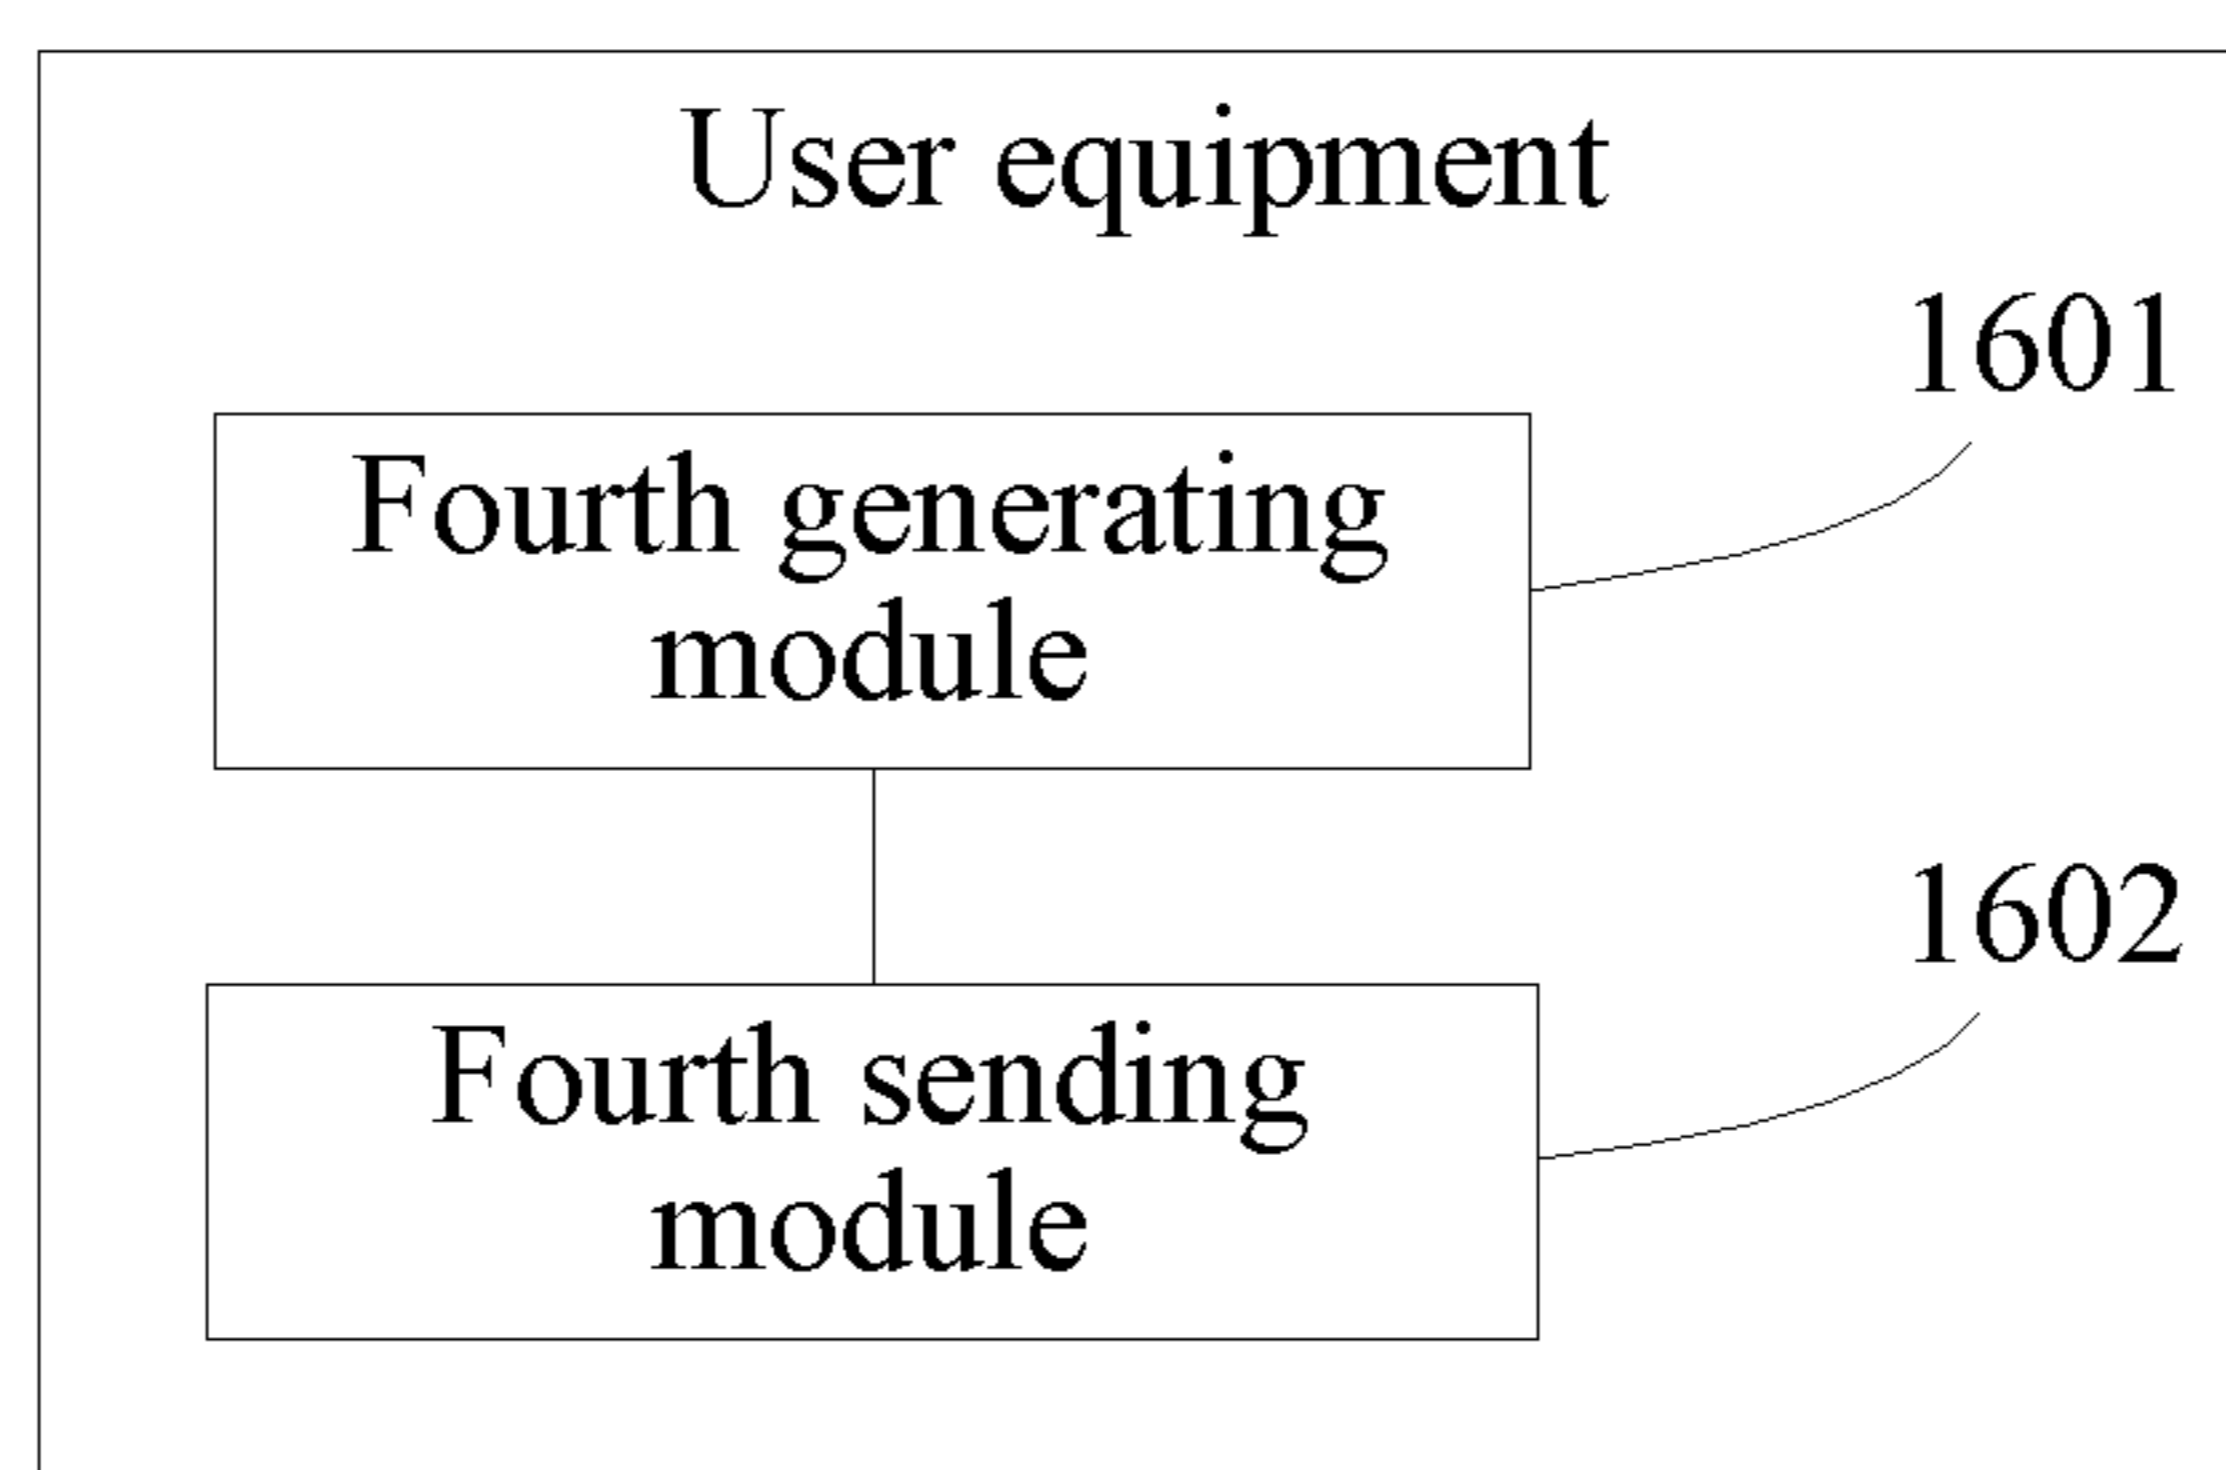 User equipment
1601
Fourth generating
module
1602
Fourth sending
module